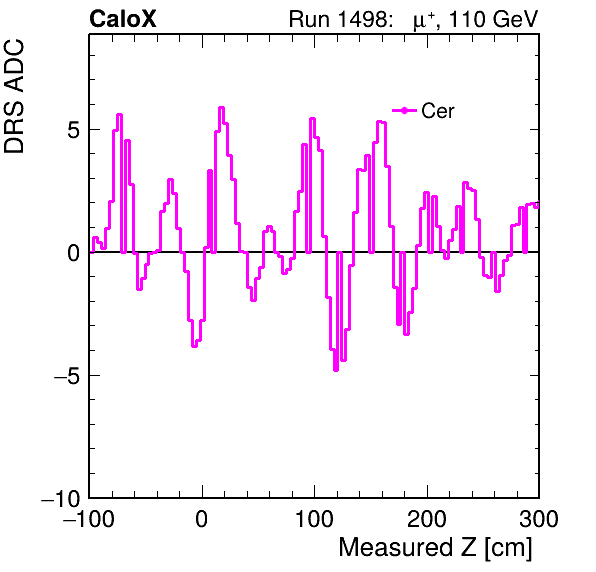 CaloX Run 1498: μ⁺, 110 GeV
DRS ADC
Cer
5
0
−5
−10
−100 0 100 200 300
Measured Z [cm]